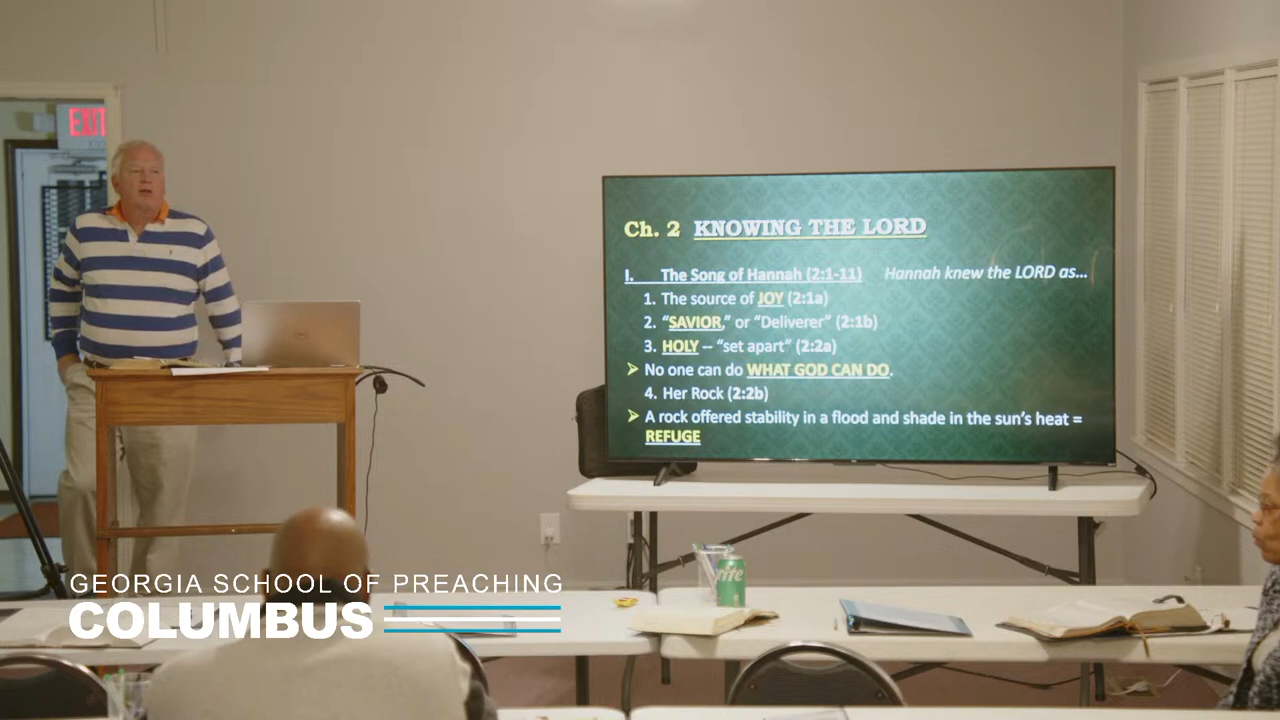 EXIT
Ch. 2 KNOWING THE LORD
I. The Song of Hannah (2:1-11) Hannah knew the LORD as...
1. The source of JOY (2:1a)
2. “SAVIOR,” or “Deliverer” (2:1b)
3. HOLY -- “set apart” (2:2a)
➢ No one can do WHAT GOD CAN DO.
4. Her Rock (2:2b)
➢ A rock offered stability in a flood and shade in the sun’s heat =
REFUGE
rite
GEORGIA SCHOOL OF PREACHING
COLUMBUS